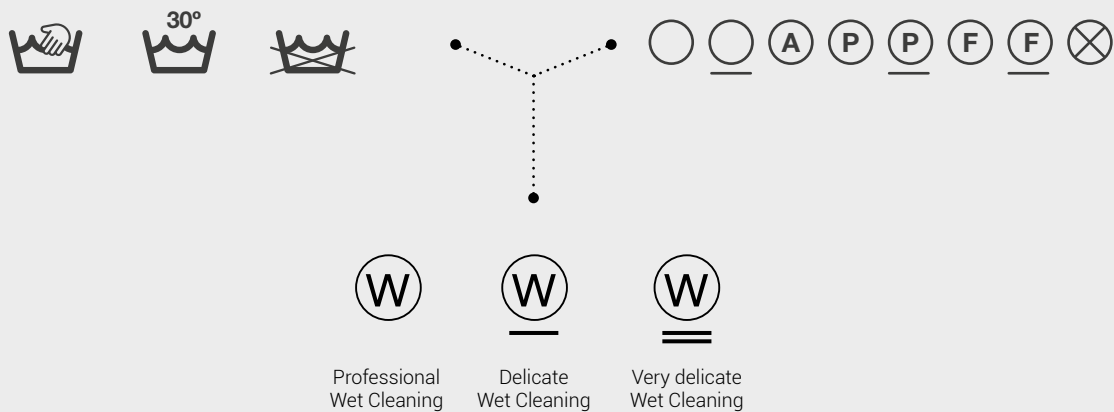 30º
A P P F F
W W W
Professional Wet Cleaning
Delicate Wet Cleaning
Very delicate Wet Cleaning